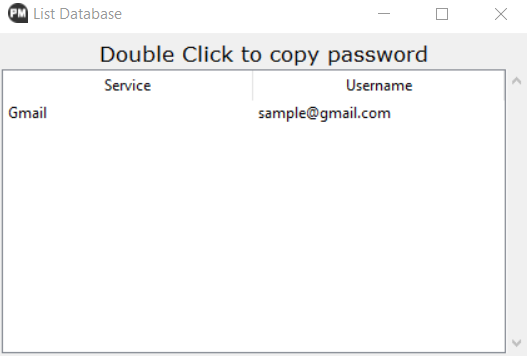 PM List Database
Double Click to copy password
Service Username
Gmail sample@gmail.com